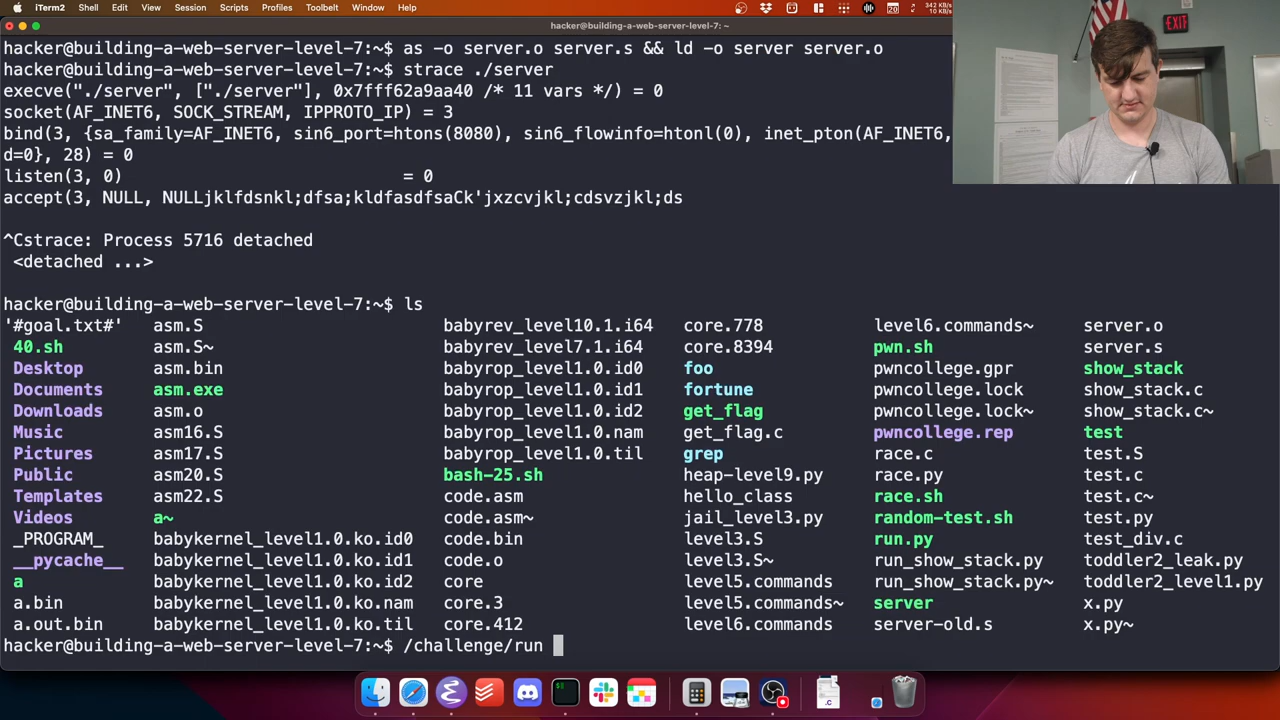 iTerm2 Shell Edit View Session Scripts Profiles Toolbelt Window Help 20 342 KB/s 10 KB/s
hacker@building-a-web-server-level-7: ~
EXIT
hacker@building-a-web-server-level-7:~$ as -o server.o server.s && ld -o server server.o
hacker@building-a-web-server-level-7:~$ strace ./server
execve("./server", ["./server"], 0x7fff62a9aa40 /* 11 vars */) = 0
socket(AF_INET6, SOCK_STREAM, IPPROTO_IP) = 3
bind(3, {sa_family=AF_INET6, sin6_port=htons(8080), sin6_flowinfo=htonl(0), inet_pton(AF_INET6,
d=0}, 28) = 0
listen(3, 0) = 0
accept(3, NULL, NULLjklfdsnkl;dfsa;kldfasdfsaCk'jxzcvjkl;cdsvzjkl;ds
^Cstrace: Process 5716 detached
<detached ...>
hacker@building-a-web-server-level-7:~$ ls
'#goal.txt#' asm.S babyrev_level10.1.i64 core.778 level6.commands~ server.o
40.sh asm.S~ babyrev_level7.1.i64 core.8394 pwn.sh server.s
Desktop asm.bin babyrop_level1.0.id0 foo pwncollege.gpr show_stack
Documents asm.exe babyrop_level1.0.id1 fortune pwncollege.lock show_stack.c
Downloads asm.o babyrop_level1.0.id2 get_flag pwncollege.lock~ show_stack.c~
Music asm16.S babyrop_level1.0.nam get_flag.c pwncollege.rep test
Pictures asm17.S babyrop_level1.0.til grep race.c test.S
Public asm20.S bash-25.sh heap-level9.py race.py test.c
Templates asm22.S code.asm hello_class race.sh test.c~
Videos a~ code.asm~ jail_level3.py random-test.sh test.py
_PROGRAM_ babykernel_level1.0.ko.id0 code.bin level3.S run.py test_div.c
__pycache__ babykernel_level1.0.ko.id1 code.o level3.S~ run_show_stack.py toddler2_leak.py
a babykernel_level1.0.ko.id2 core level5.commands run_show_stack.py~ toddler2_level1.py
a.bin babykernel_level1.0.ko.nam core.3 level5.commands~ server x.py
a.out.bin babykernel_level1.0.ko.til core.412 level6.commands server-old.s x.py~
hacker@building-a-web-server-level-7:~$ /challenge/run